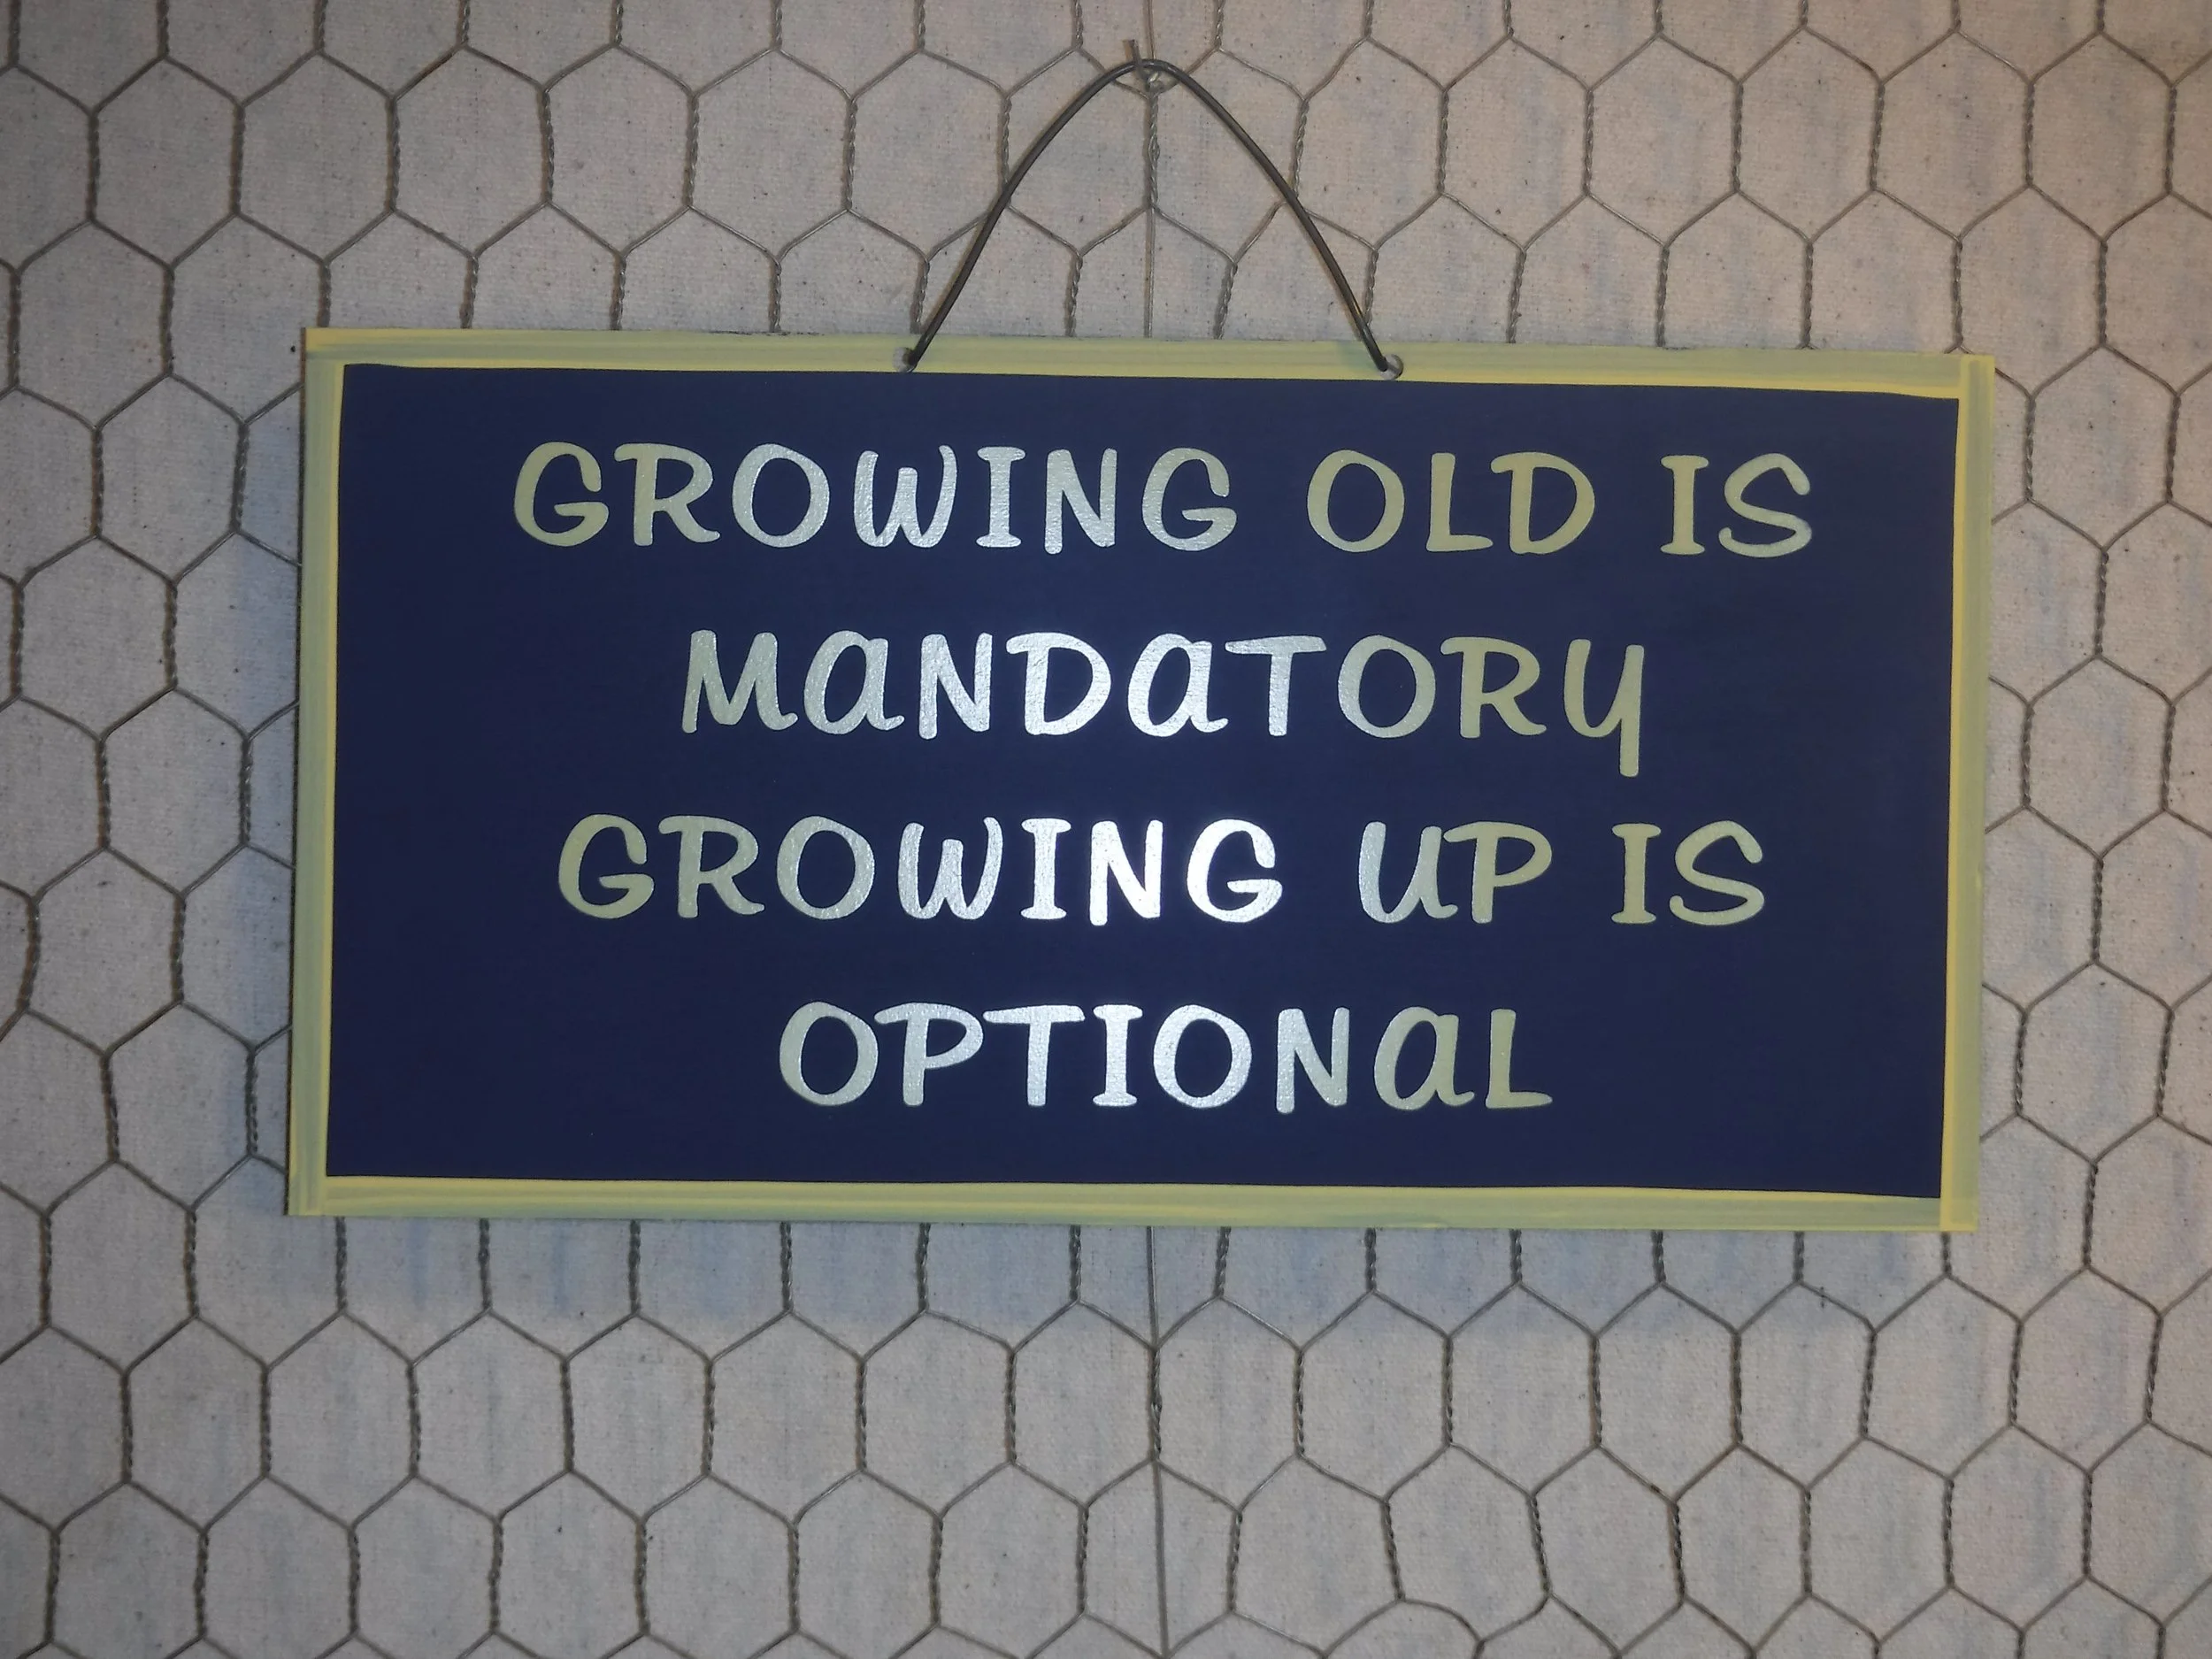 GROWING OLD IS
MANDATORY
GROWING UP IS
OPTIONAL